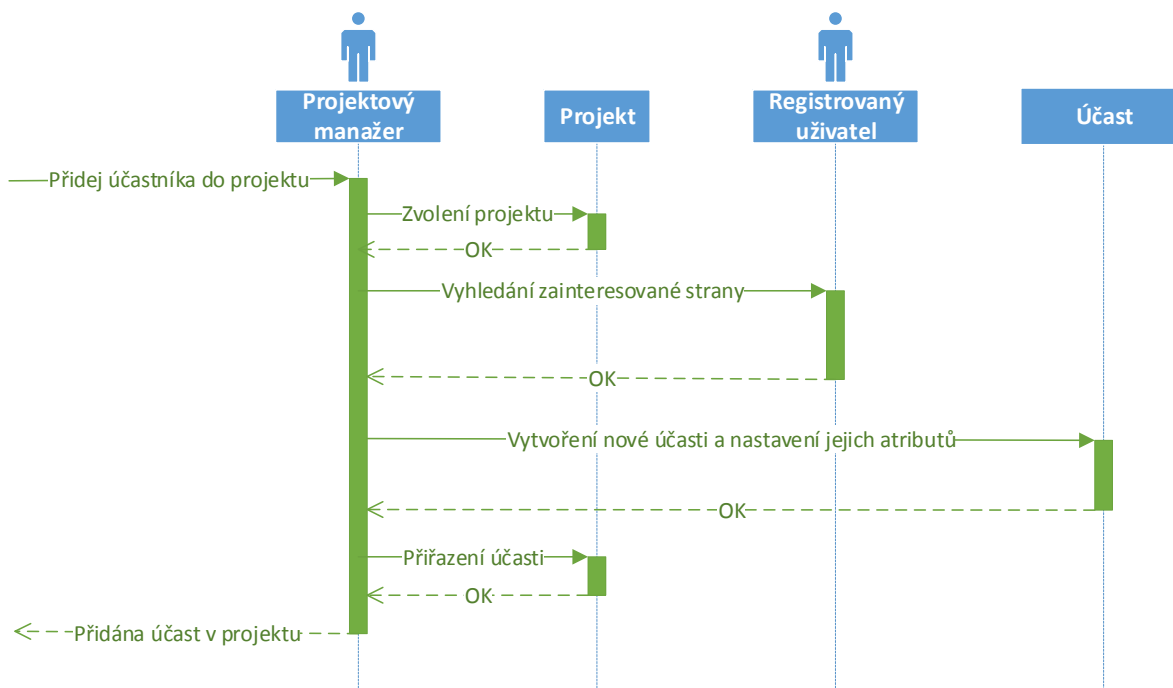 Projektový
manažer
Projekt
Registrovaný
uživatel
Účast
Přidej účastníka do projektu
Zvolení projektu
OK
Vyhledání zainteresované strany
OK
Vytvoření nové účasti a nastavení jejich atributů
OK
Přiřazení účasti
OK
Přidána účast v projektu